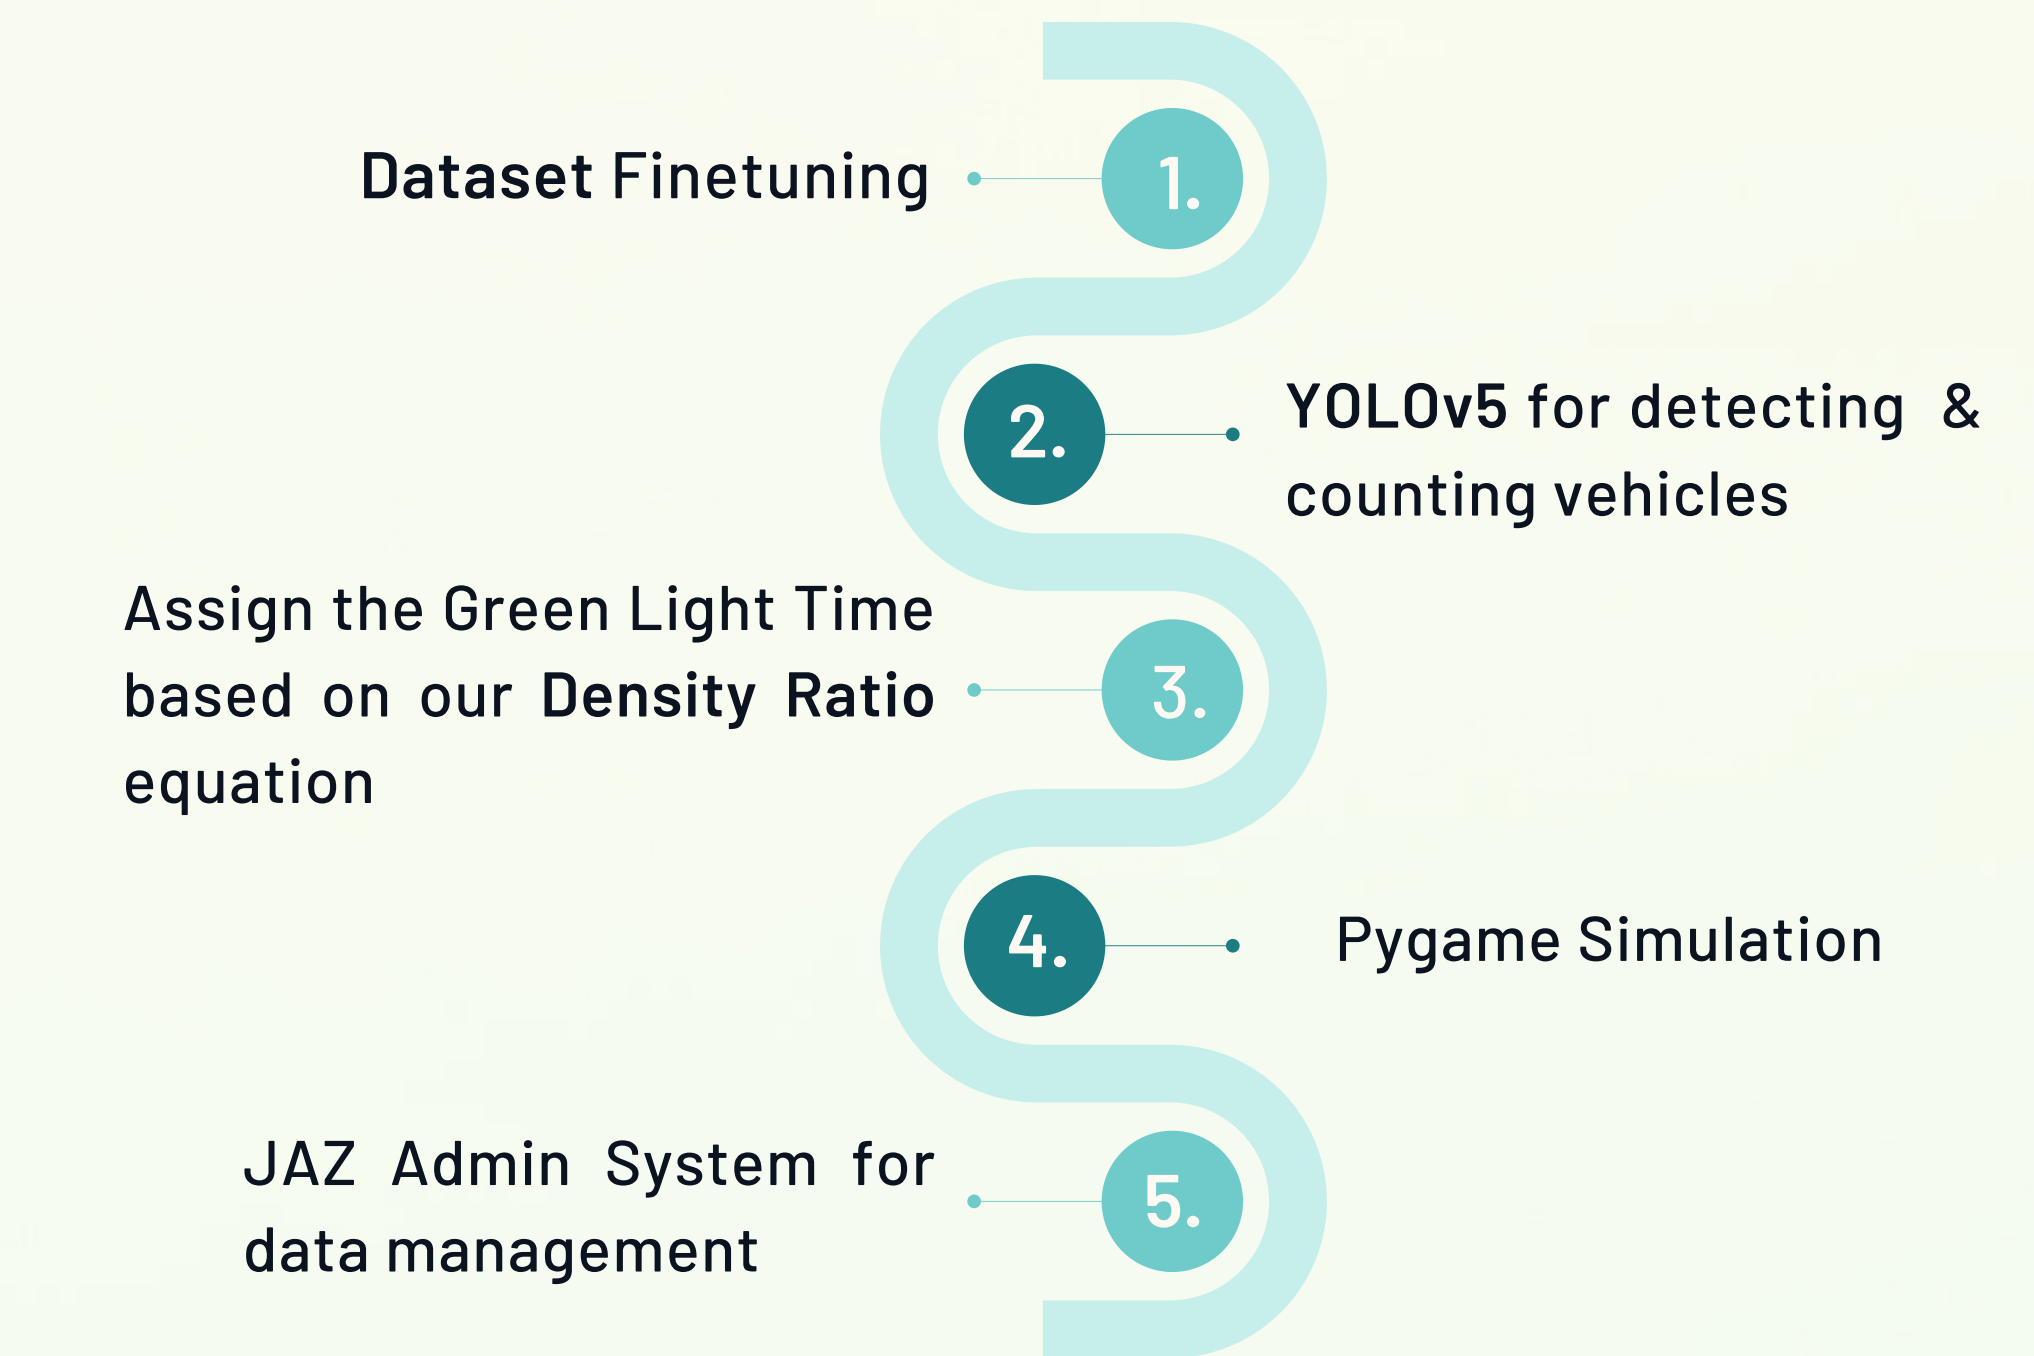 1.
Dataset Finetuning
2.
YOLOv5 for detecting &
counting vehicles
3.
Assign the Green Light Time
based on our Density Ratio
equation
4.
Pygame Simulation
5.
JAZ Admin System for
data management